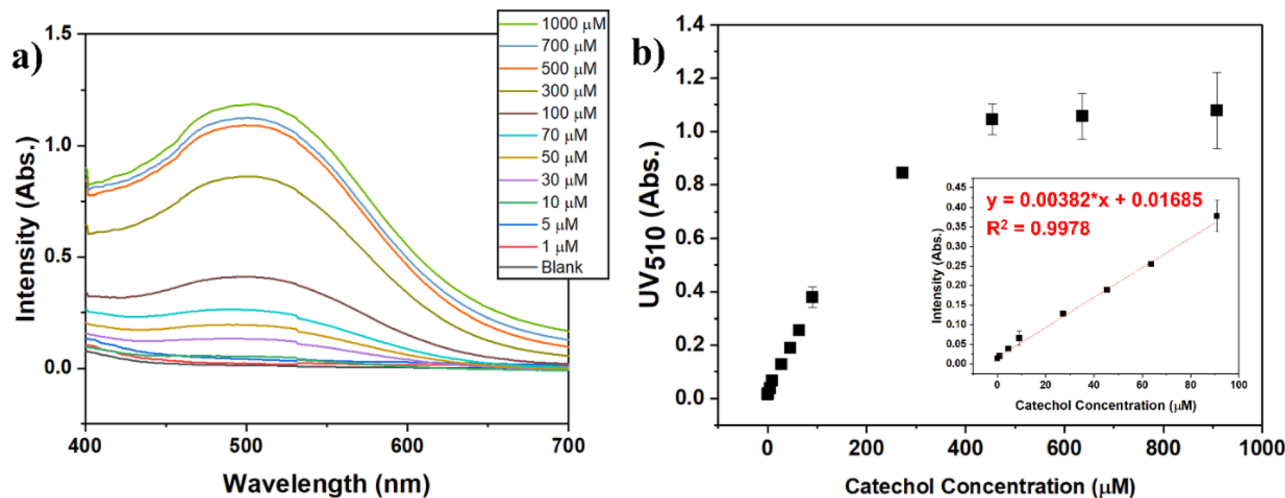 a)
1.5
1.0
0.5
0.0
Intensity (Abs.)
400
500
600
700
Wavelength (nm)
1000 μM
700 μM
500 μM
300 μM
100 μM
70 μM
50 μM
30 μM
10 μM
5 μM
1 μM
Blank
b)
1.4
1.2
1.0
0.8
0.6
0.4
0.2
0.0
UV510 (Abs.)
0
200
400
600
800
1000
Catechol Concentration (μM)
y = 0.00382*x + 0.01685
R² = 0.9978
0.45
0.40
0.35
0.30
0.25
0.20
0.15
0.10
0.05
0.00
Intensity (Abs.)
0
20
40
60
80
100
Catechol Concentration (μM)